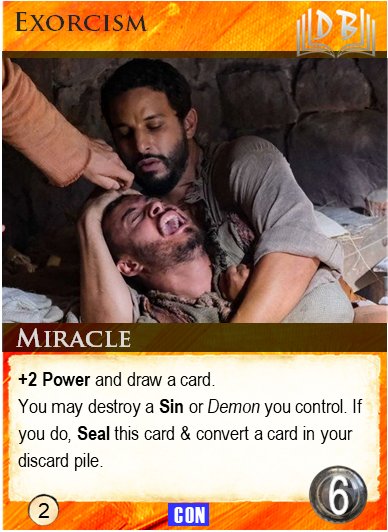 EXORCISM
DB
MIRACLE
+2 Power and draw a card.
You may destroy a Sin or Demon you control. If
you do, Seal this card & convert a card in your
discard pile.
2
CON
6